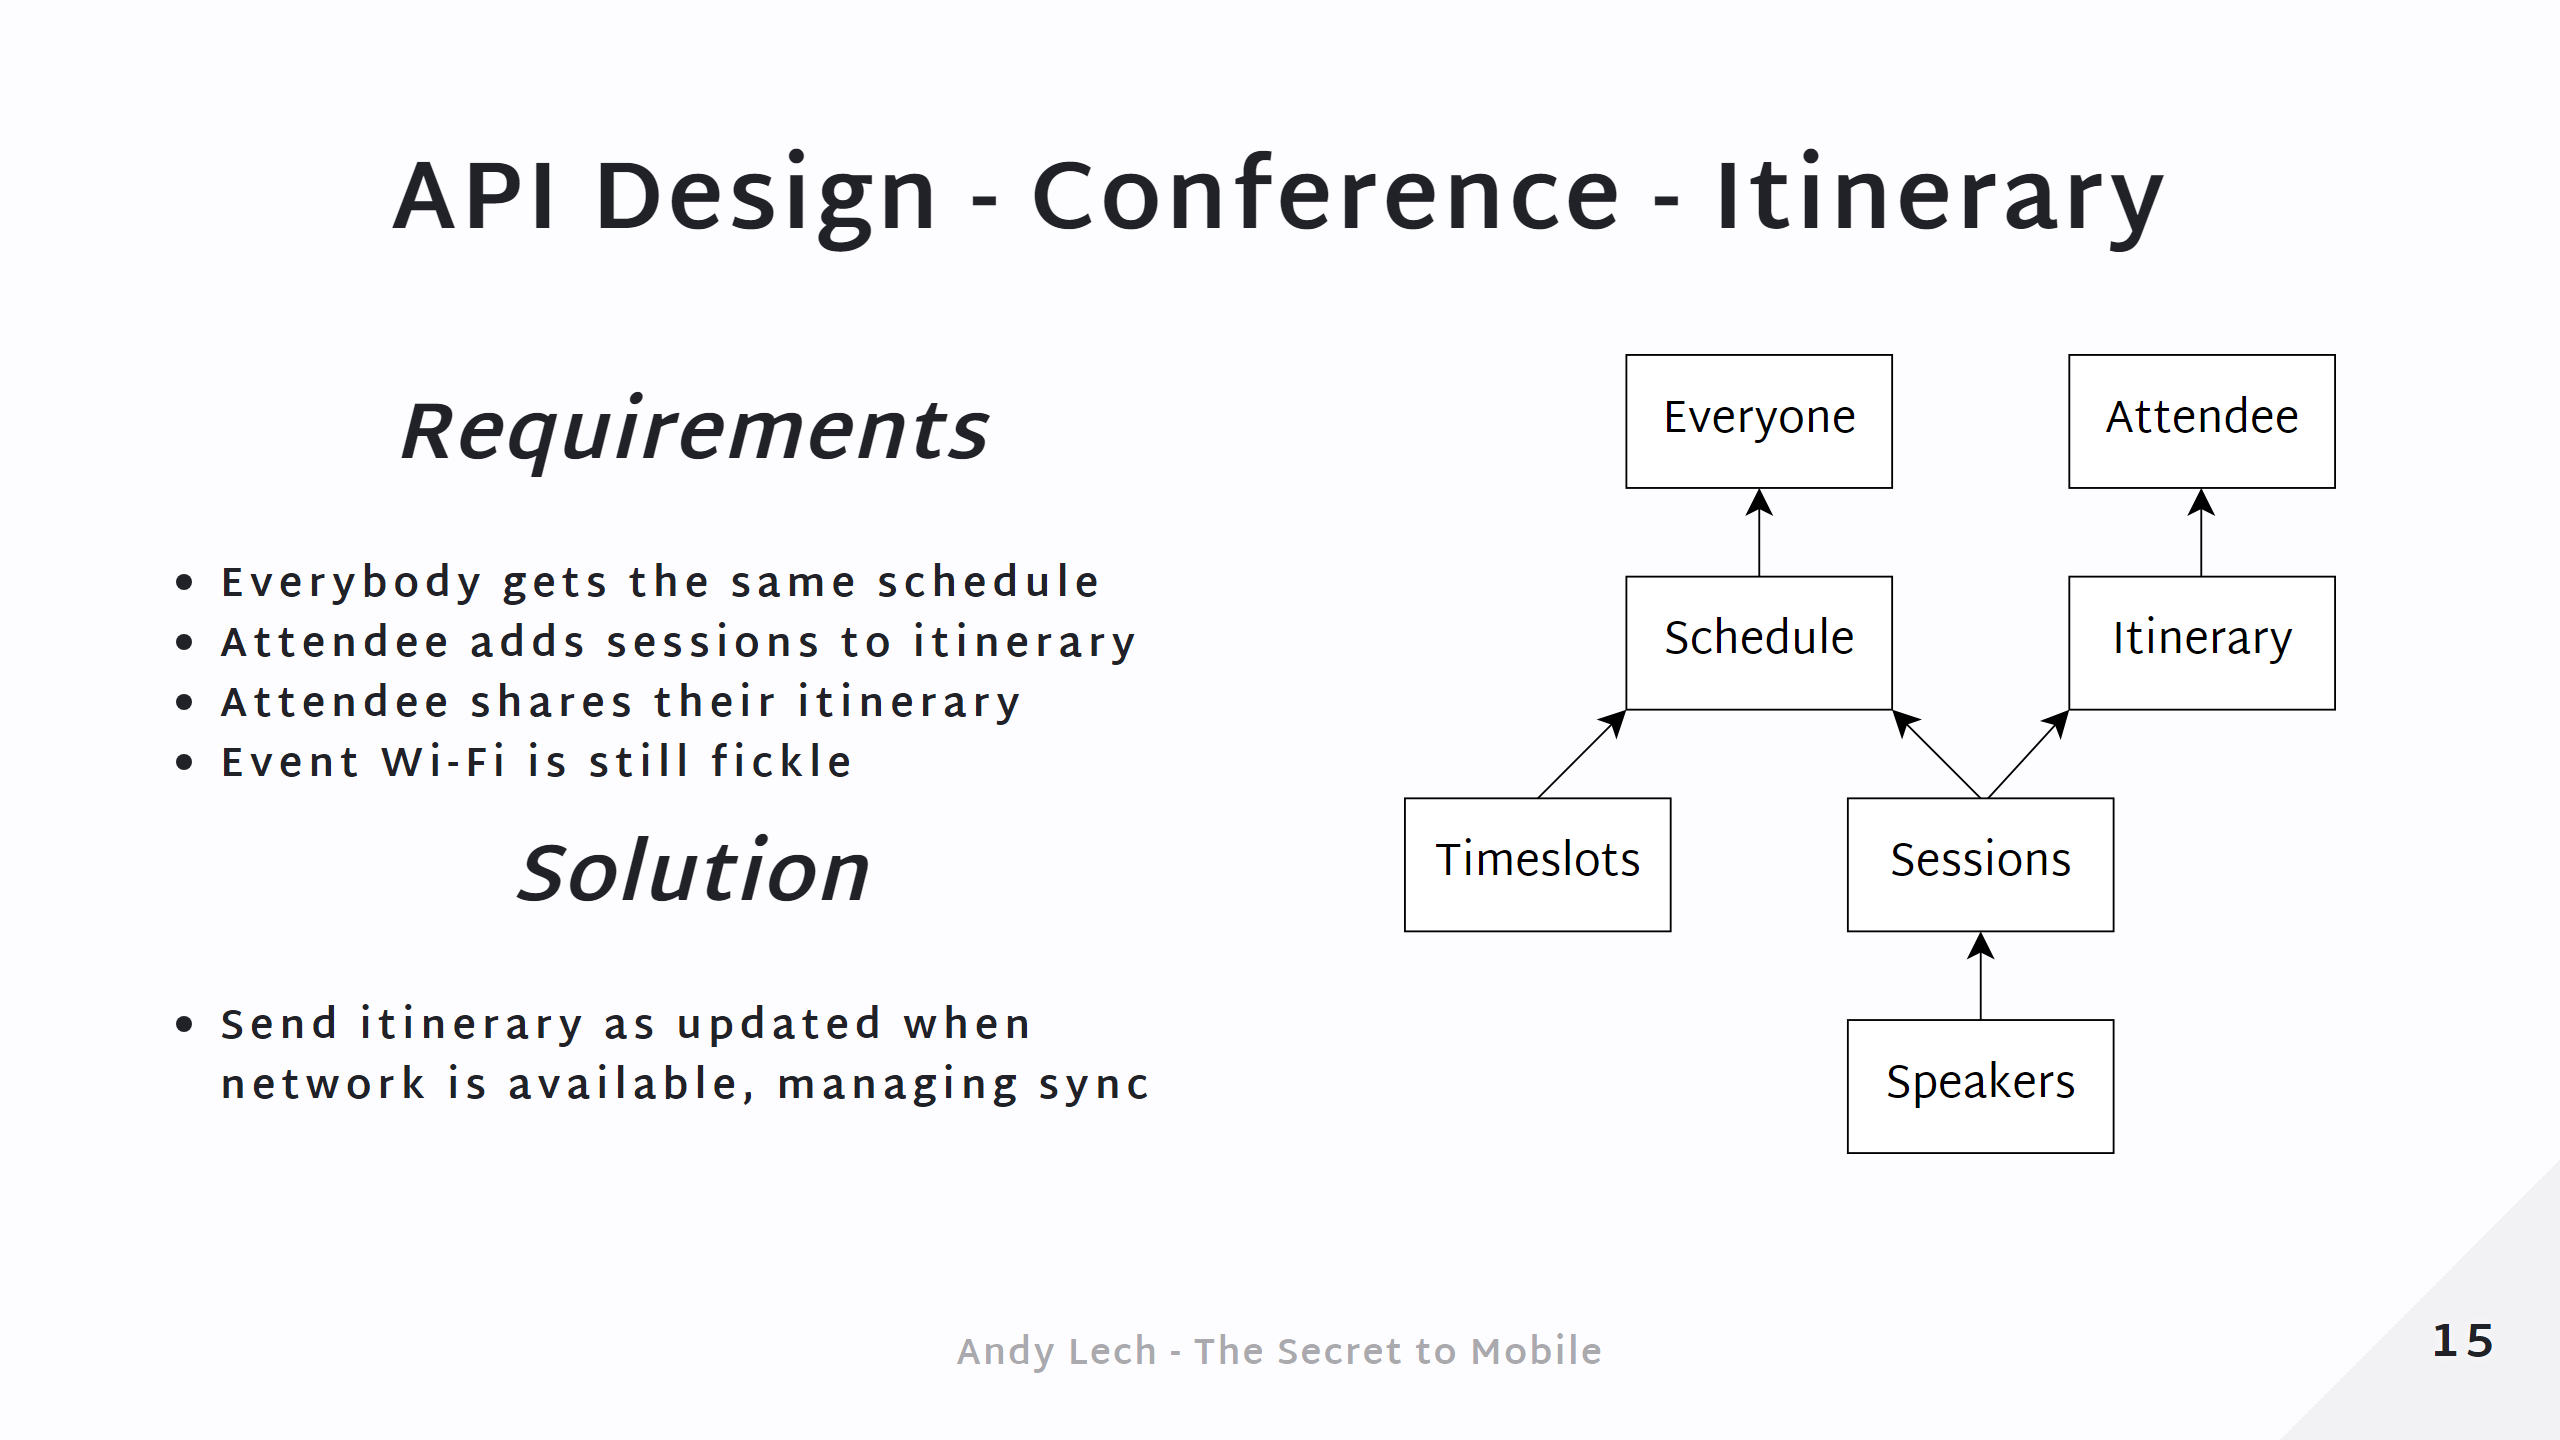 API Design - Conference - Itinerary
Requirements
Everybody gets the same schedule
Attendee adds sessions to itinerary
Attendee shares their itinerary
Event Wi-Fi is still fickle
Solution
Send itinerary as updated when
network is available, managing sync
Everyone
Attendee
Schedule
Itinerary
Timeslots
Sessions
Speakers
Andy Lech - The Secret to Mobile
15